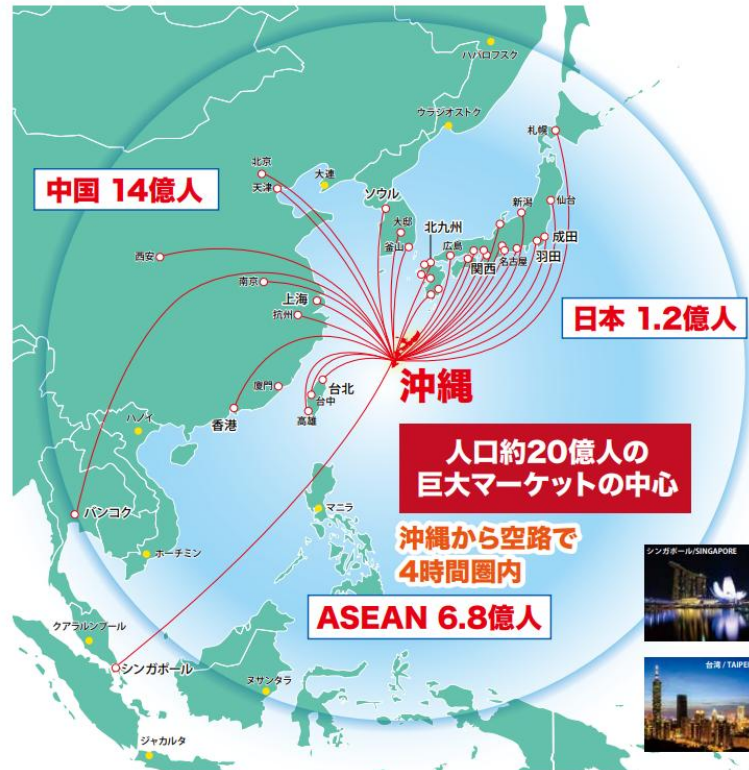 ハバロフスク
ウラジオストク
札幌
北京
大連
天津
中国 14億人
ソウル
大邱
釜山
北九州
広島
新潟
仙台
成田
羽田
関西
名古屋
西安
南京
上海
杭州
日本 1.2億人
沖縄
厦門
台北
台中
高雄
香港
ハノイ
人口約20億人の
巨大マーケットの中心
バンコク
マニラ
沖縄から空路で
4時間圏内
ホーチミン
シンガポール/SINGAPORE
ASEAN 6.8億人
クアラルンプール
シンガポール
台湾 / TAIPEI
ヌサンタラ
ジャカルタ